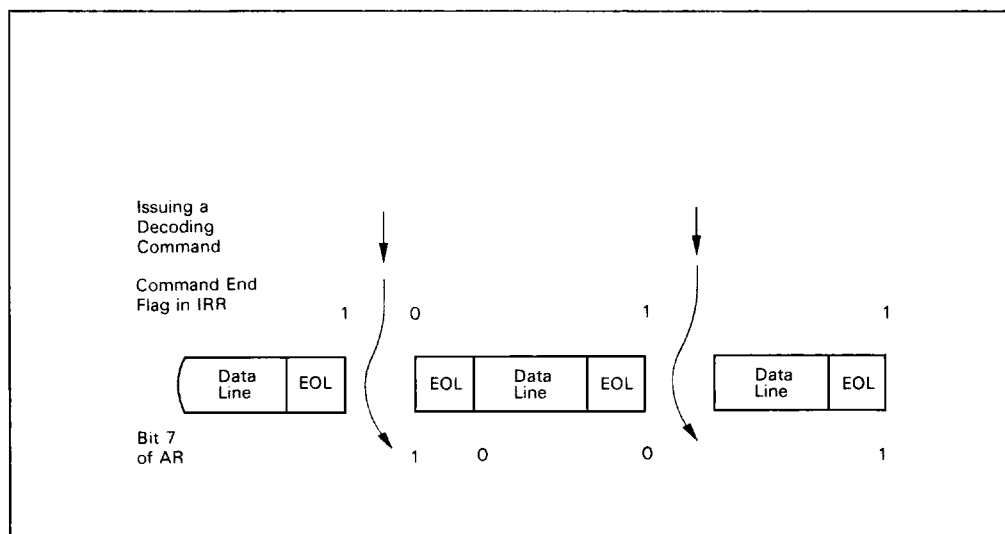 Issuing a
Decoding
Command
Command End
Flag in IRR
1 0 1 1
Data
Line
EOL
EOL
Data
Line
EOL
Data
Line
EOL
Bit 7
of AR
1 0 0 1